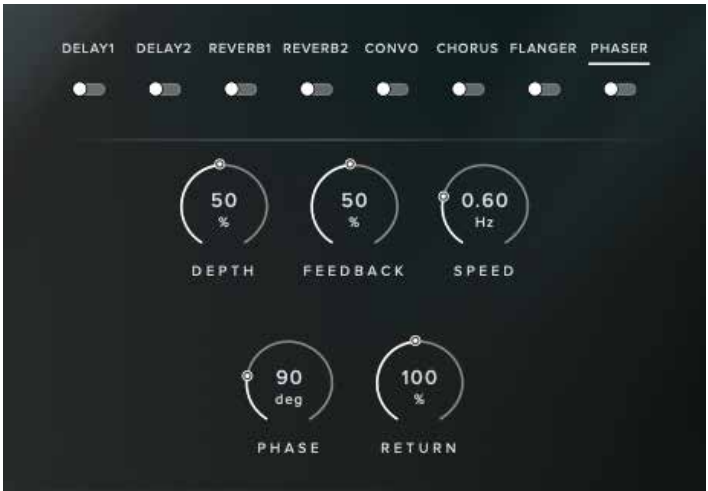 DELAY1 DELAY2 REVERB1 REVERB2 CONVO CHORUS FLANGER PHASER
50 50 0.60
% % Hz
DEPTH FEEDBACK SPEED
90 100
deg %
PHASE RETURN